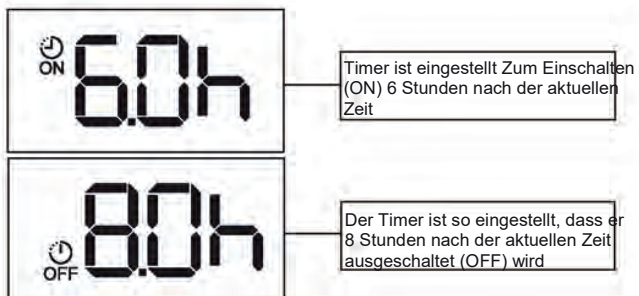 ON
6.0h
Timer ist eingestellt Zum Einschalten
(ON) 6 Stunden nach der aktuellen
Zeit
OFF
8.0h
Der Timer ist so eingestellt, dass er
8 Stunden nach der aktuellen Zeit
ausgeschaltet (OFF) wird